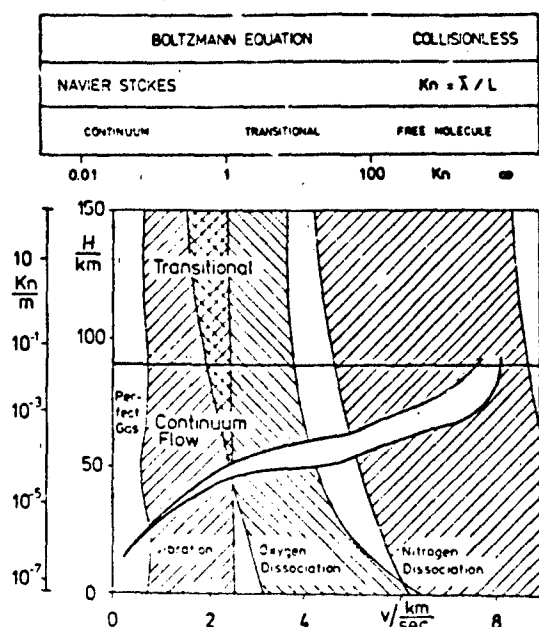 BOLTZMANN EQUATION COLLISIONLESS
NAVIER STOKES Kn = λ̄ / L
CONTINUUM TRANSITIONAL FREE MOLECULE
0.01 1 100 Kn ∞
150
10
H/km
Transitional
Kn/m
10⁻¹
100
10⁻³
Per-
fect
Gas
Continuum
Flow
50
10⁻⁵
Vibration
Oxygen
Dissociation
Nitrogen
Dissociation
10⁻⁷
0
0 2 4 v/ km/sec 8